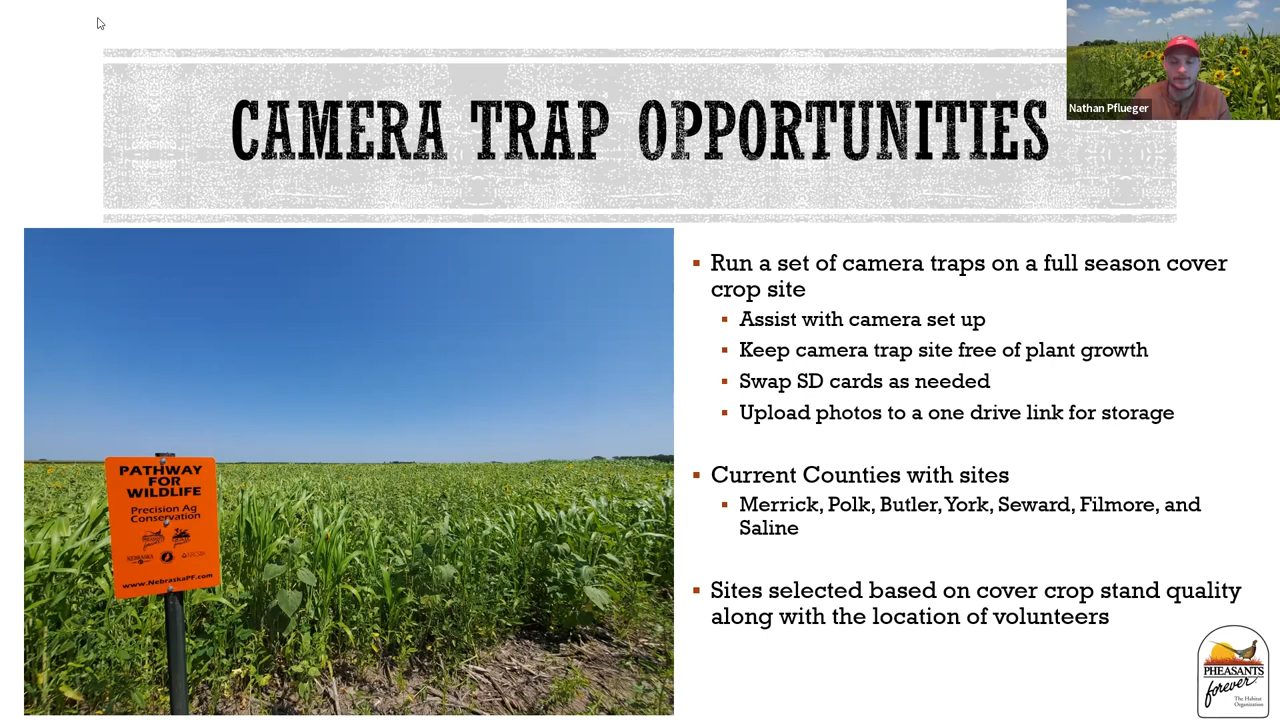 CAMERA TRAP OPPORTUNITIES
Nathan Pflueger
▪ Run a set of camera traps on a full season cover
crop site
▪ Assist with camera set up
▪ Keep camera trap site free of plant growth
▪ Swap SD cards as needed
▪ Upload photos to a one drive link for storage
▪ Current Counties with sites
▪ Merrick, Polk, Butler, York, Seward, Filmore, and
Saline
▪ Sites selected based on cover crop stand quality
along with the location of volunteers
PATHWAY
FOR
WILDLIFE
Precision Ag
Conservation
www.NebraskaPF.com
PHEASANTS
forever
The Habitat
Organization